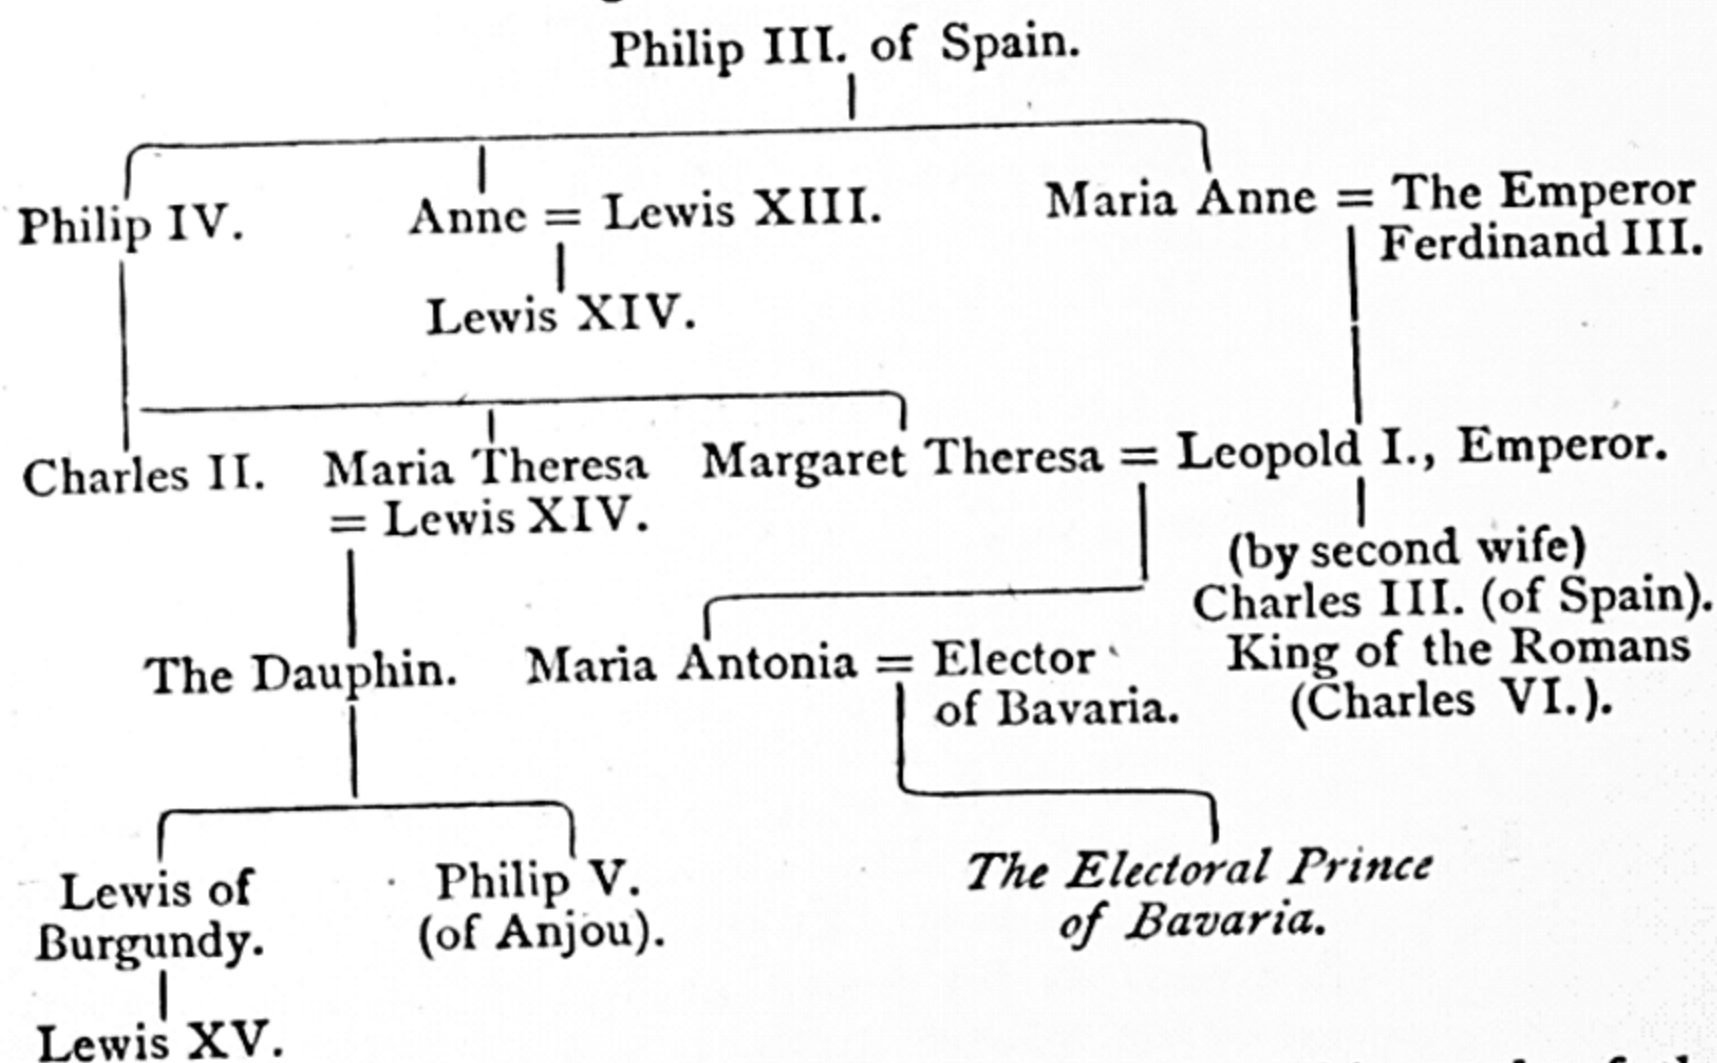 Philip III. of Spain.
Philip IV. Anne = Lewis XIII. Maria Anne = The Emperor
Ferdinand III.
Lewis XIV.
Charles II. Maria Theresa Margaret Theresa = Leopold I., Emperor.
= Lewis XIV.
(by second wife)
Charles III. (of Spain).
The Dauphin. Maria Antonia = Elector King of the Romans
of Bavaria. (Charles VI.).
Lewis of Philip V. The Electoral Prince
Burgundy. (of Anjou). of Bavaria.
Lewis XV.